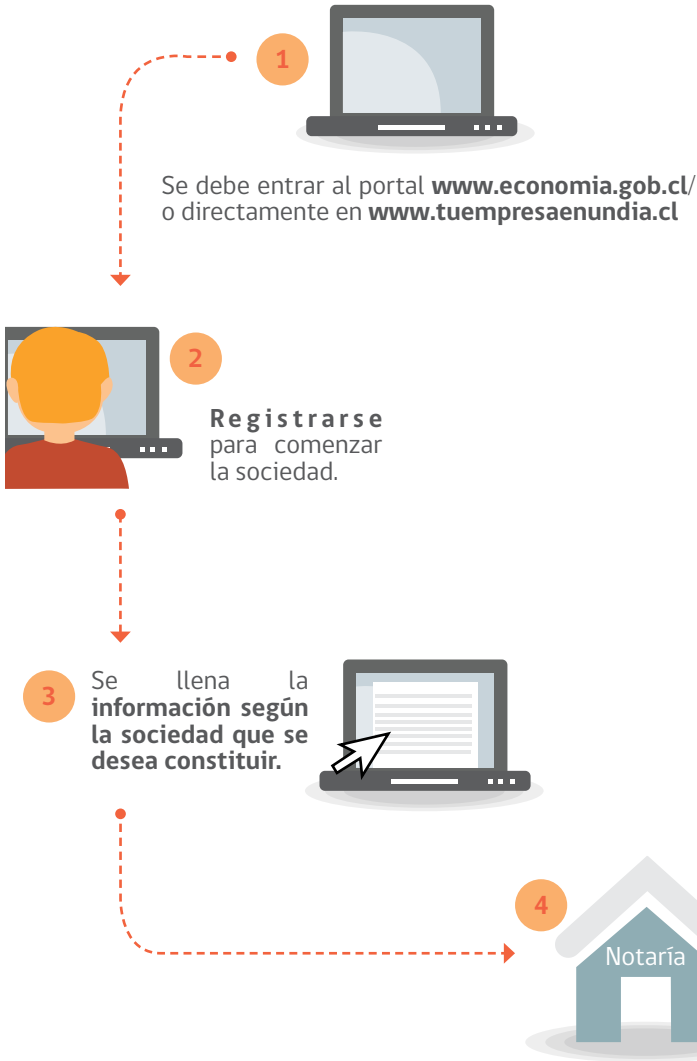 1
Se debe entrar al portal www.economia.gob.cl/
o directamente en www.tuempresaenundia.cl
2
Registrarse
para comenzar
la sociedad.
3
Se llena la
información según
la sociedad que se
desea constituir.
4
Notaría